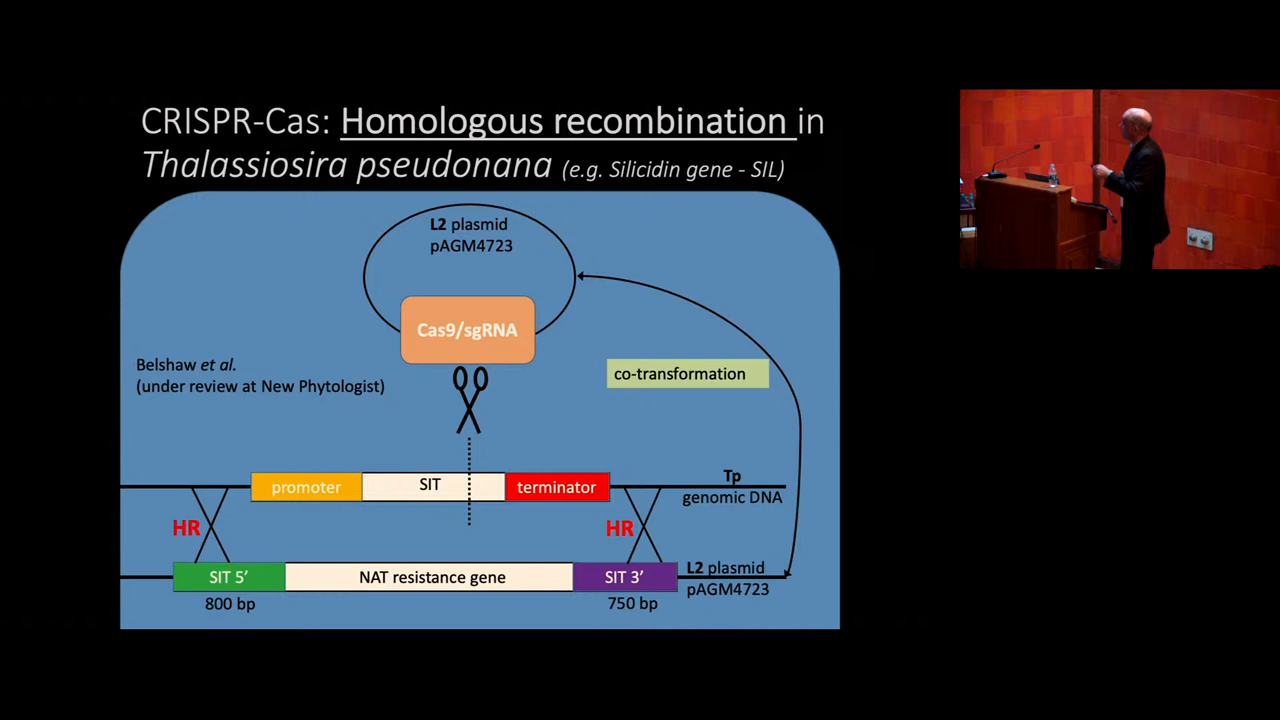 CRISPR-Cas: Homologous recombination in
Thalassiosira pseudonana (e.g. Silicidin gene - SIL)
L2 plasmid
pAGM4723
Cas9/sgRNA
Belshaw et al.
(under review at New Phytologist)
co-transformation
promoter
SIT
terminator
Tp
genomic DNA
HR
HR
SIT 5’
NAT resistance gene
SIT 3’
L2 plasmid
pAGM4723
800 bp
750 bp